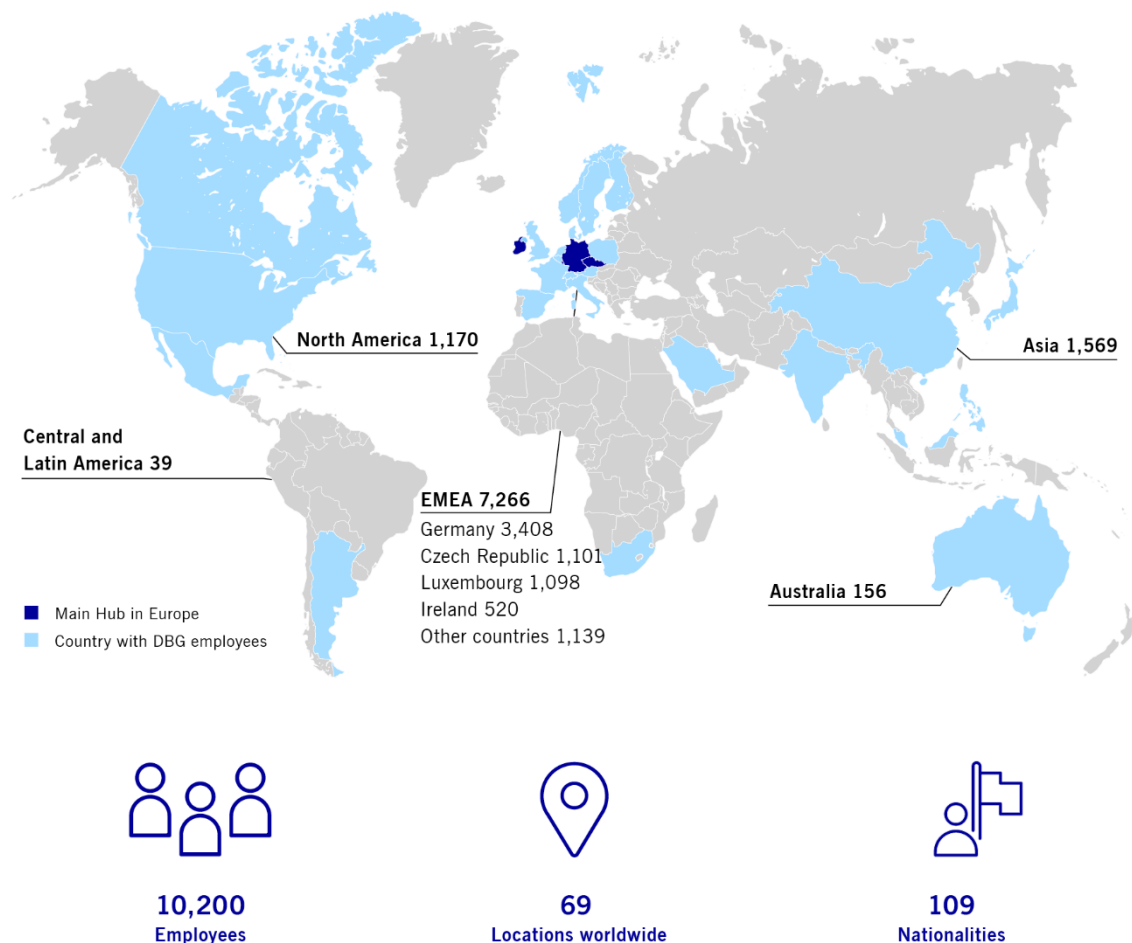 North America 1,170
Asia 1,569
Central and
Latin America 39
EMEA 7,266
Germany 3,408
Czech Republic 1,101
Luxembourg 1,098
Ireland 520
Other countries 1,139
Australia 156
Main Hub in Europe
Country with DBG employees
10,200
Employees
69
Locations worldwide
109
Nationalities